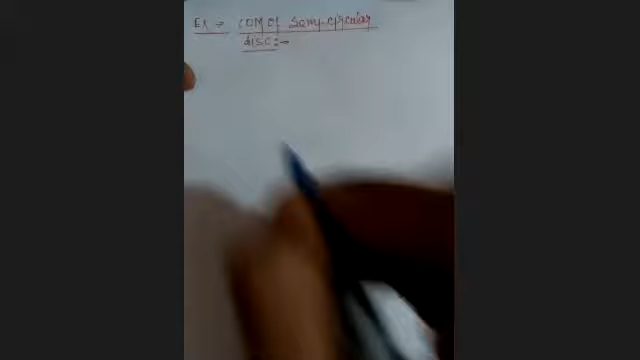 Ex → COM of Semi-circular
disc:→